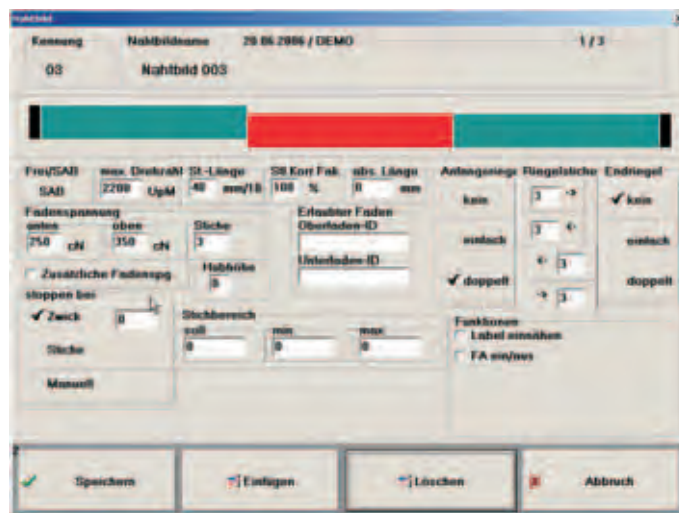 Nahtbild
Kennung Nahtbildname 20.06.2006 / DEMO 1 / 3
03 Nahtbild 003
Frei/SAB max. Drehzahl St.-Länge Sti Korr Fak. abs. Länge Anfangsriegel Riegelstiche Endriegel
SAB 2200 UpM 40 mm/10 100 % 0 mm kein 3 -> kein
Fadenspannung Erlaubter Faden
unten oben Stiche Oberfaden-ID 3 <- einfach einfach
250 cN 350 cN 3
Hubhöhe Unterfaden-ID <- 3
Zusätzliche Fadenspg. 0 doppelt -> 3 doppelt
stoppen bei
Zwick 0 Stichbereich Funktionen
soll min. max. Label einnähen
Stiche 0 0 0 FA ein/aus
Manuell
Speichern Einfügen Löschen Abbruch